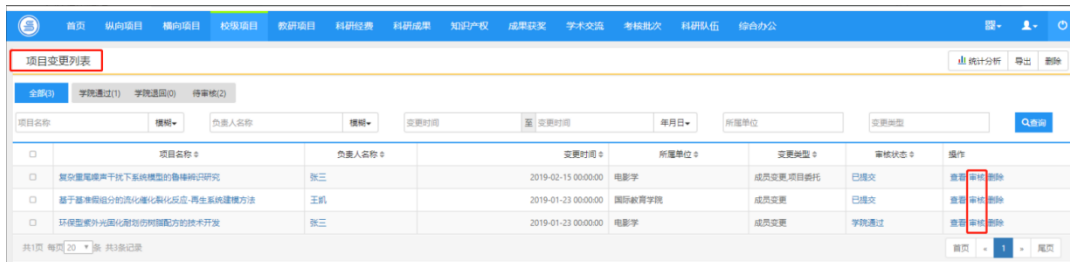 首页 纵向项目 横向项目 校级项目 教研项目 科研经费 科研成果 知识产权 成果获奖 学术交流 考核批次 科研队伍 综合办公
项目变更列表 统计分析 导出 删除
全部(3) 学院通过(1) 学院退回(0) 待审核(2)
项目名称 模糊 负责人名称 模糊 变更时间 至 变更时间 年月日 所属单位 变更类型 查询
项目名称 负责人名称 变更时间 所属单位 变更类型 审核状态 操作
复杂重尾噪声干扰下系统模型的鲁棒辨识研究 张三 2019-02-15 00:00:00 电影学 成员变更,项目委托 已提交 查看 审核 删除
基于基准假组分的流化催化裂化反应-再生系统建模方法 王凯 2019-01-23 00:00:00 国际教育学院 成员变更 已提交 查看 审核 删除
环保型紫外光固化耐划伤树脂配方的技术开发 张三 2019-01-23 00:00:00 电影学 成员变更 学院通过 查看 审核 删除
共1页 每页 20 条 共3条记录 首页 « 1 » 尾页